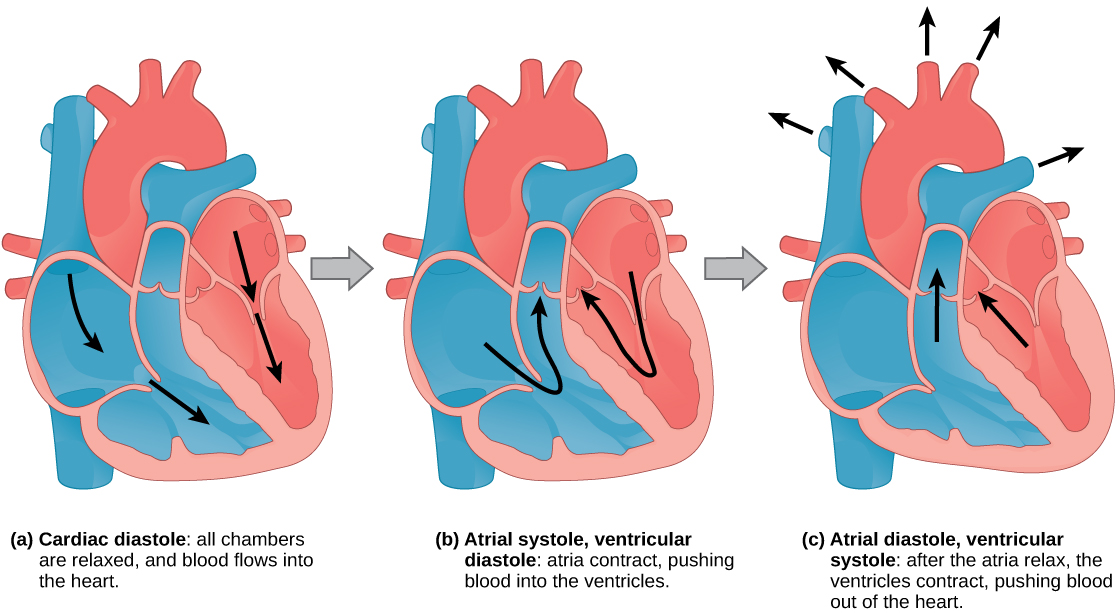 (a) Cardiac diastole: all chambers
are relaxed, and blood flows into
the heart.
(b) Atrial systole, ventricular
diastole: atria contract, pushing
blood into the ventricles.
(c) Atrial diastole, ventricular
systole: after the atria relax, the
ventricles contract, pushing blood
out of the heart.